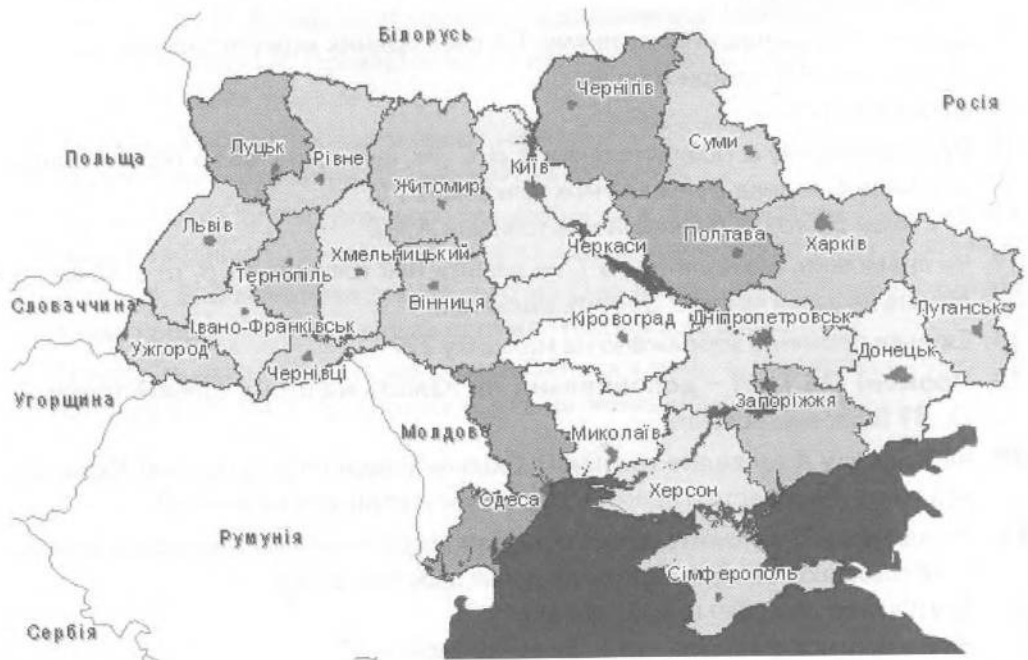 Білорусь
Чернігів
Росія
Суми
Польща
Луцьк
Рівне
Київ
Житомир
Львів
Черкаси
Полтава
Харків
Хмельницький
Тернопіль
Словаччина
Вінниця
Івано-Франківськ
Кіровоград
Дніпропетровськ
Луганськ
Ужгород
Чернівці
Донецьк
Угорщина
Запоріжжя
Молдова
Миколаїв
Одеса
Херсон
Румунія
Сімферополь
Сербія